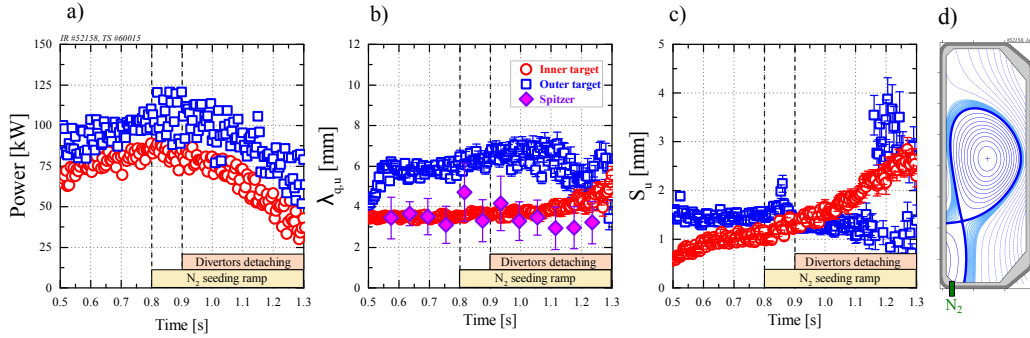 a)
b)
c)
d)
IR #52158, TS #60015
150
125
100
75
50
25
0
Power [kW]
Divertors detaching
N₂ seeding ramp
0.5 0.6 0.7 0.8 0.9 1.0 1.1 1.2 1.3
Time [s]
12
10
8
6
4
2
0
λq,u [mm]
Inner target
Outer target
Spitzer
Divertors detaching
N₂ seeding ramp
0.5 0.6 0.7 0.8 0.9 1.0 1.1 1.2 1.3
Time [s]
5
4
3
2
1
0
Su [mm]
Divertors detaching
N₂ seeding ramp
0.5 0.6 0.7 0.8 0.9 1.0 1.1 1.2 1.3
Time [s]
N₂